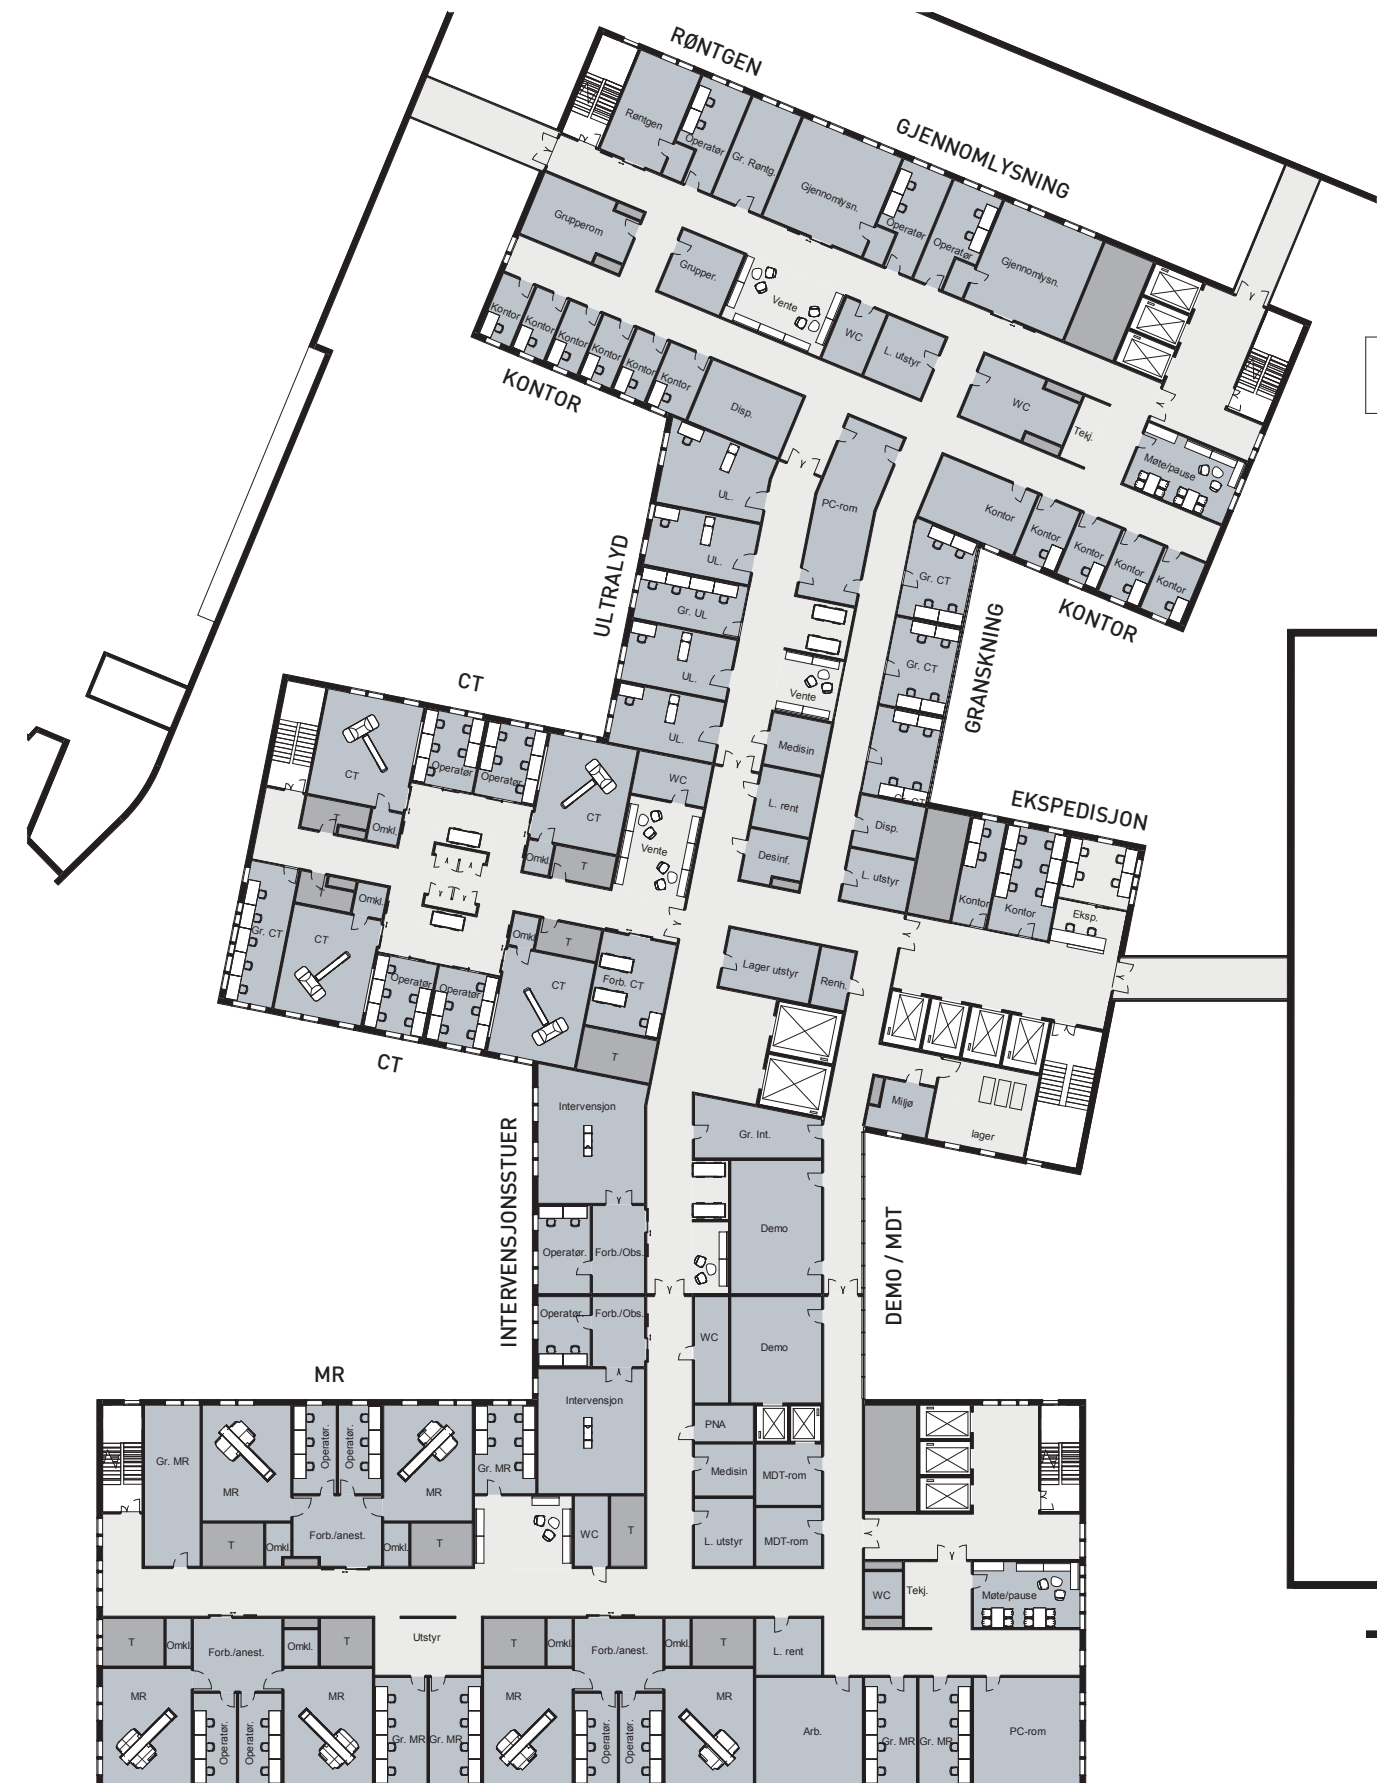 RØNTGEN
GJENNOMLYSNING
Røntgen
Operatør
Gr. Røntg.
Gjennomlysn.
Operatør
Operatør
Gjennomlysn.
Grupperom
Grupper.
Vente
WC
L. utstyr
WC
Tekj.
Møte/pause
Kontor
Kontor
Kontor
Kontor
Kontor
Kontor
KONTOR
Disp.
PC-rom
Kontor
Kontor
Kontor
Kontor
Kontor
KONTOR
UL.
UL.
Gr. UL
UL.
UL.
ULTRALYD
Gr. CT
Gr. CT
GRANSKNING
Vente
Medisin
L. rent
Desinf.
CT
CT
Operatør
Operatør
CT
WC
Vente
T
Omkl.
Omkl.
T
Disp.
L. utstyr
EKSPEDISJON
Kontor
Kontor
Eksp.
T
Omkl.
Gr. CT
CT
Operatør
Operatør
Omkl.
T
CT
Forb. CT
T
CT
Lager utstyr
Renh.
Miljø
lager
Intervensjon
Gr. Int.
INTERVENSJONSSTUER
Operatør.
Forb./Obs.
Demo
DEMO / MDT
Operatør.
Forb./Obs.
WC
Demo
Intervensjon
PNA
Medisin
MDT-rom
L. utstyr
MDT-rom
MR
Gr. MR
MR
Operatør.
Operatør.
MR
Gr. MR
T
Omkl.
Forb./anest.
Omkl.
T
WC
T
WC
Tekj.
Møte/pause
T
Omkl.
Forb./anest.
Omkl.
T
Utstyr
T
Omkl.
Forb./anest.
Omkl.
T
L. rent
MR
Operatør.
Operatør.
MR
Gr. MR
Gr. MR
MR
Operatør.
Operatør.
MR
Arb.
Gr. MR
Gr. MR
PC-rom